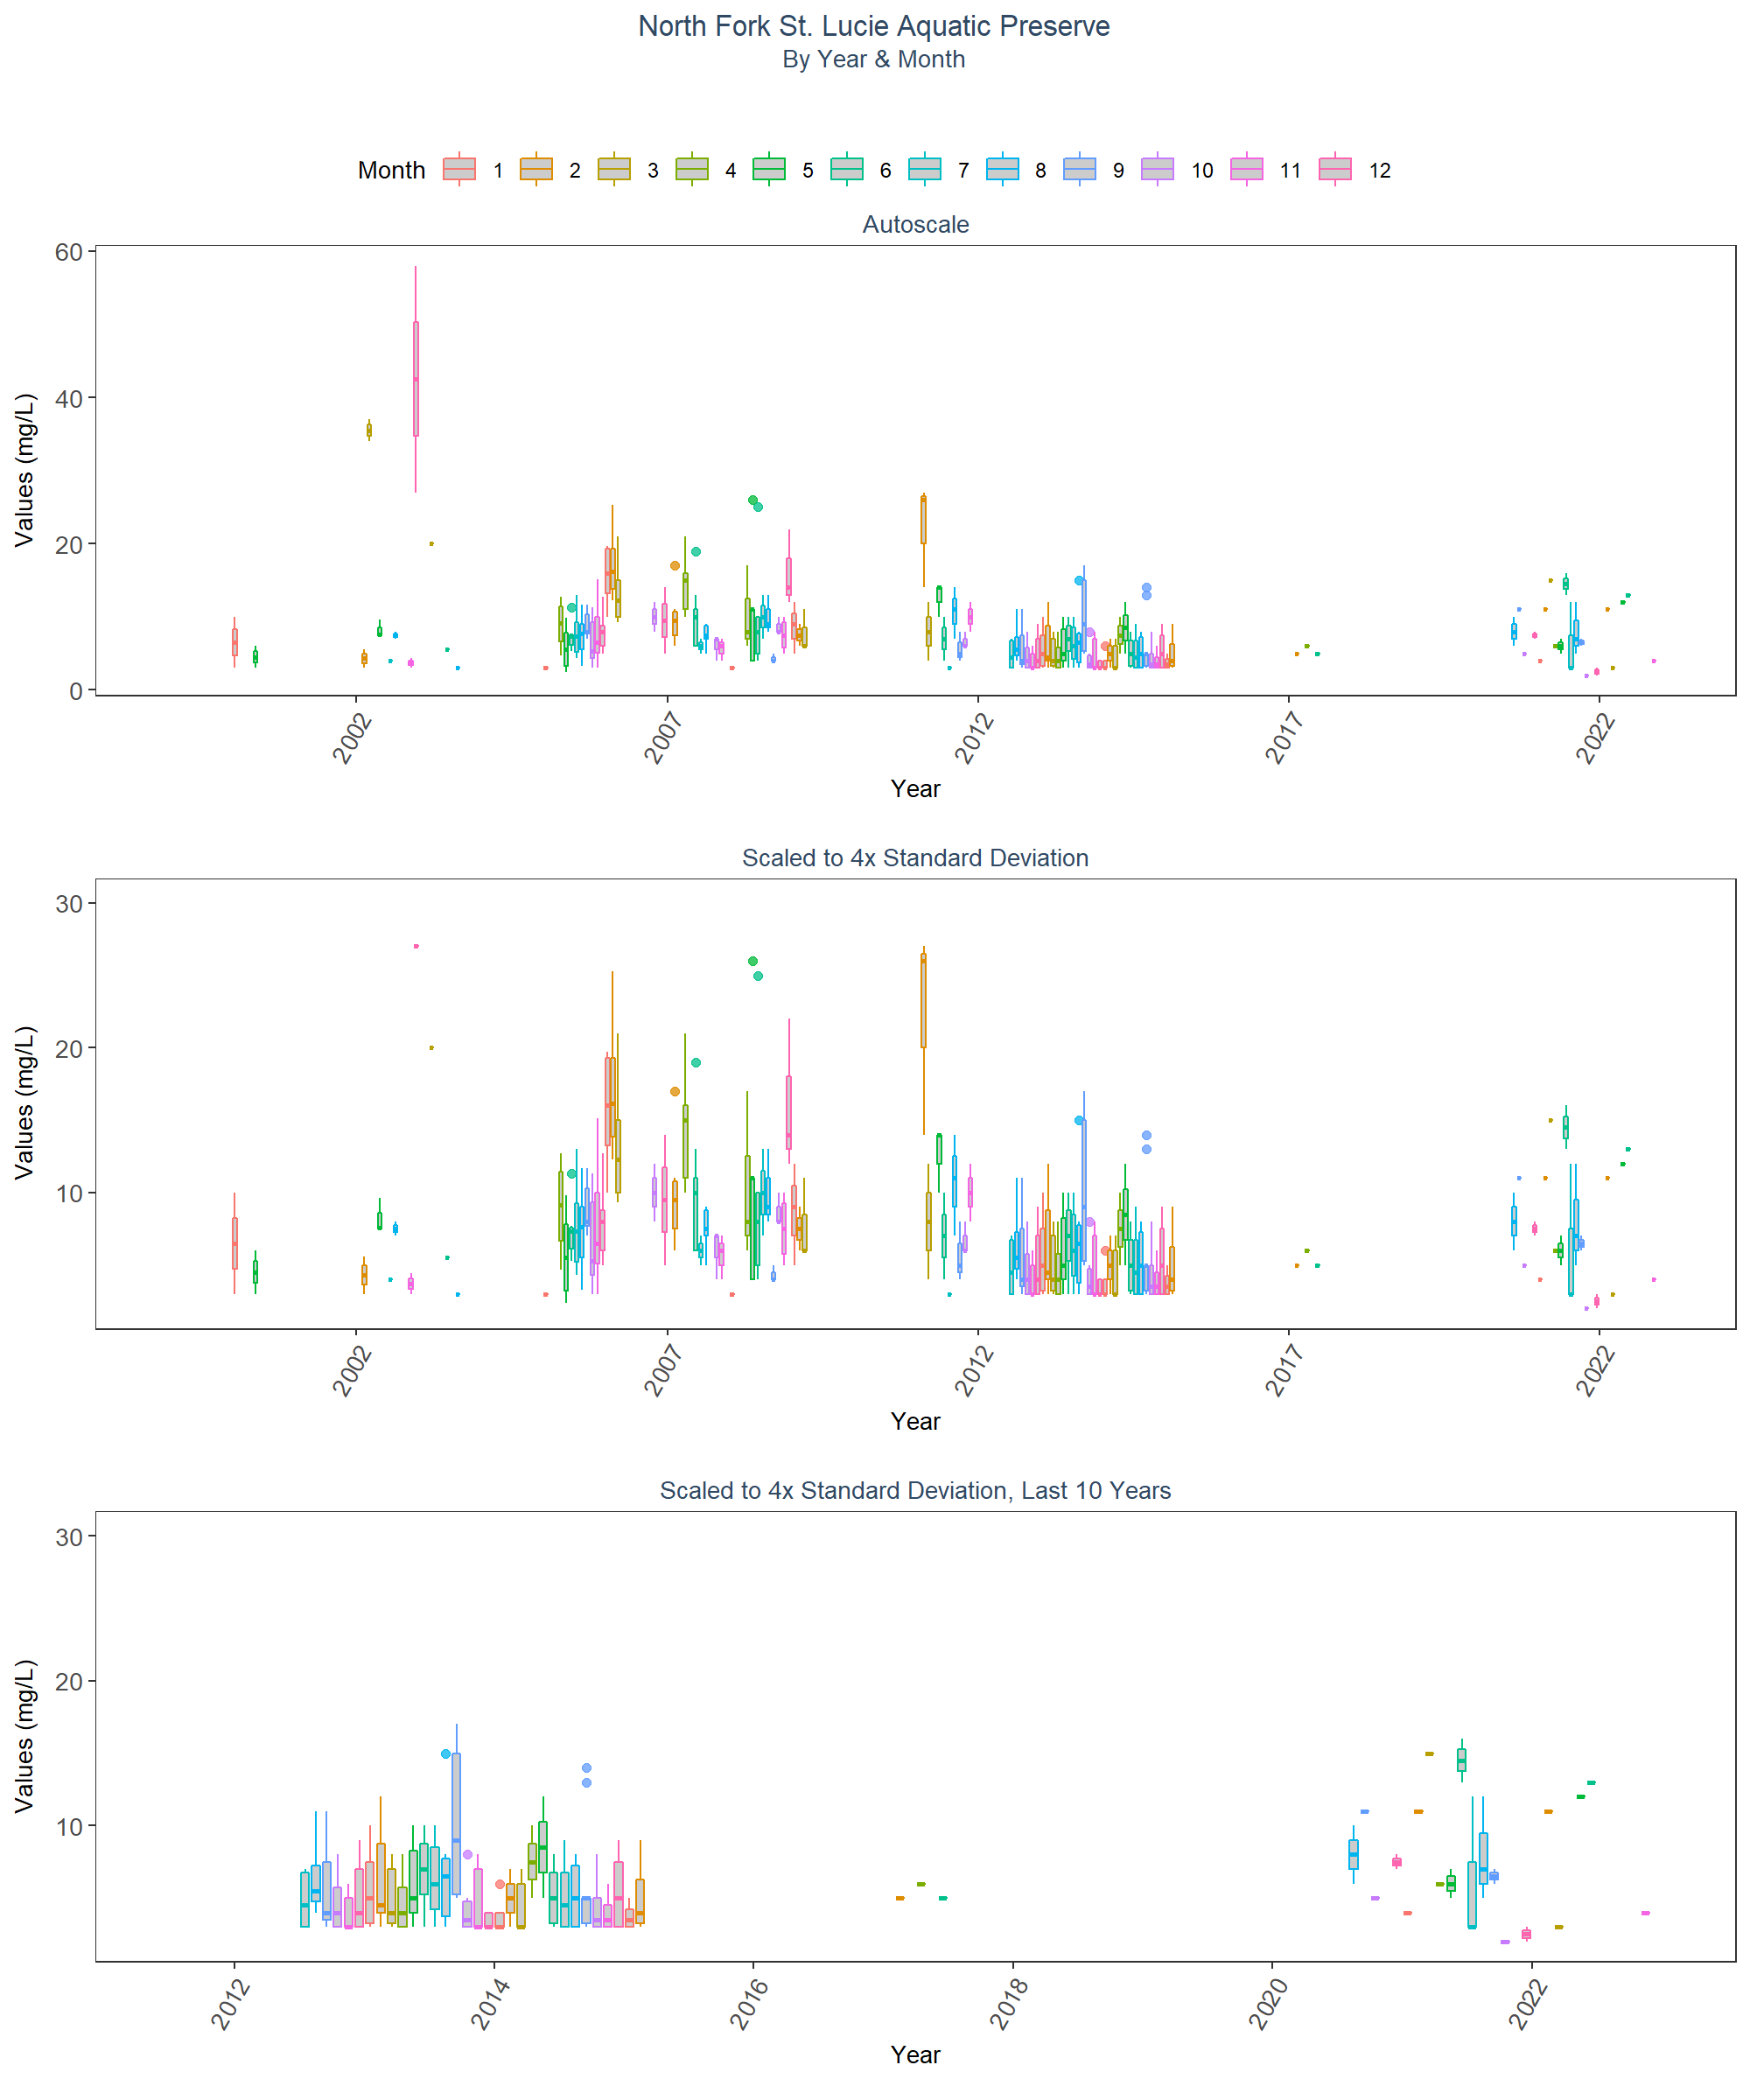 North Fork St. Lucie Aquatic Preserve
By Year & Month
Month 1 2 3 4 5 6 7 8 9 10 11 12
Autoscale
Values (mg/L)
60
40
20
0
2002 2007 2012 2017 2022
Year
Scaled to 4x Standard Deviation
Values (mg/L)
30
20
10
2002 2007 2012 2017 2022
Year
Scaled to 4x Standard Deviation, Last 10 Years
Values (mg/L)
30
20
10
2012 2014 2016 2018 2020 2022
Year